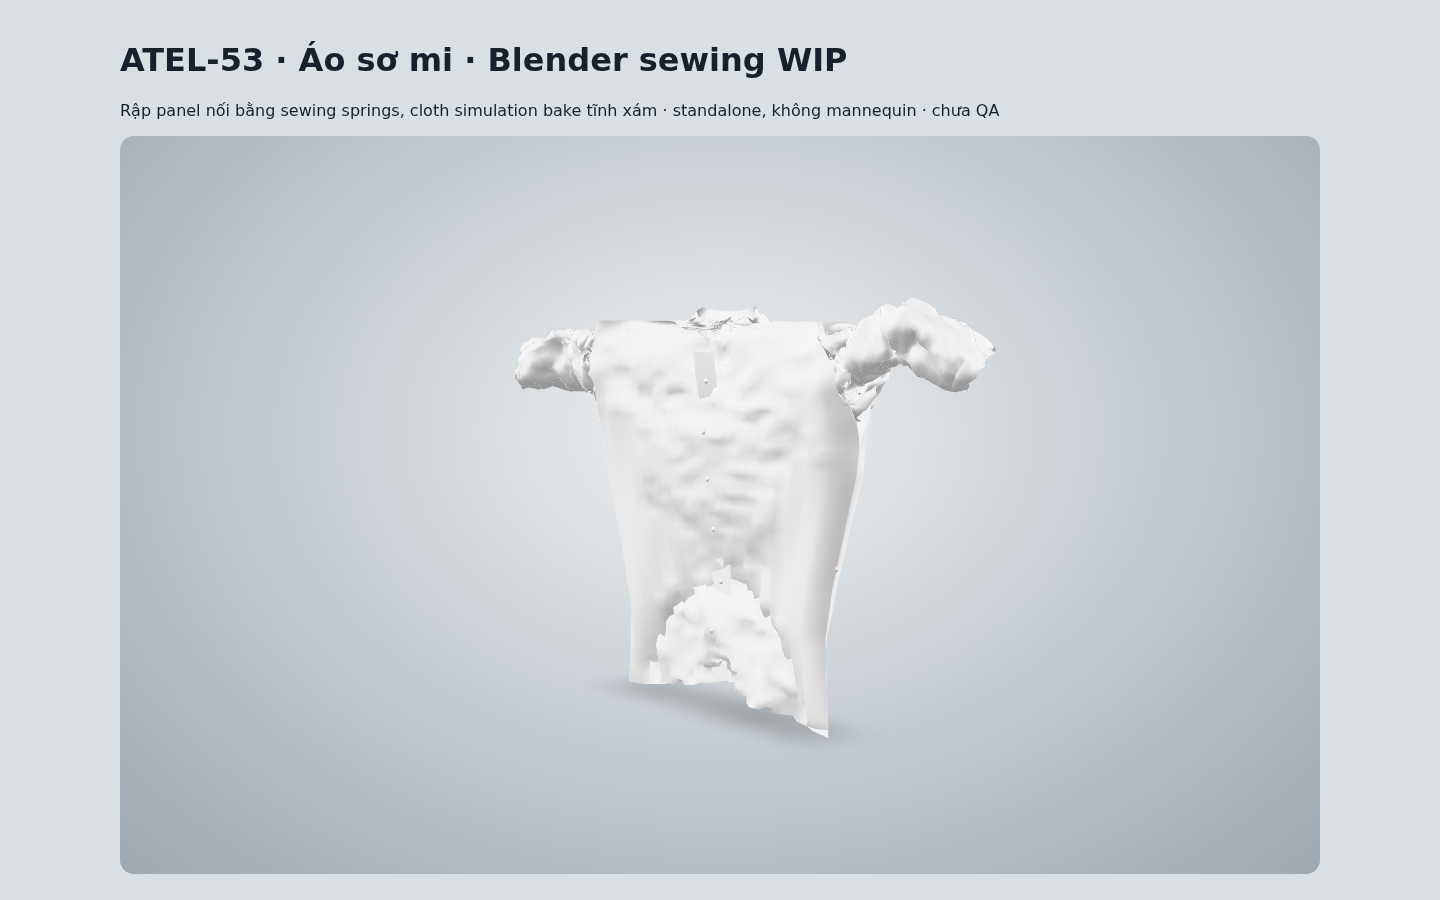 ATEL-53 · Áo sơ mi · Blender sewing WIP
Rập panel nối bằng sewing springs, cloth simulation bake tĩn xám · standalone, không mannequin · chưa QA